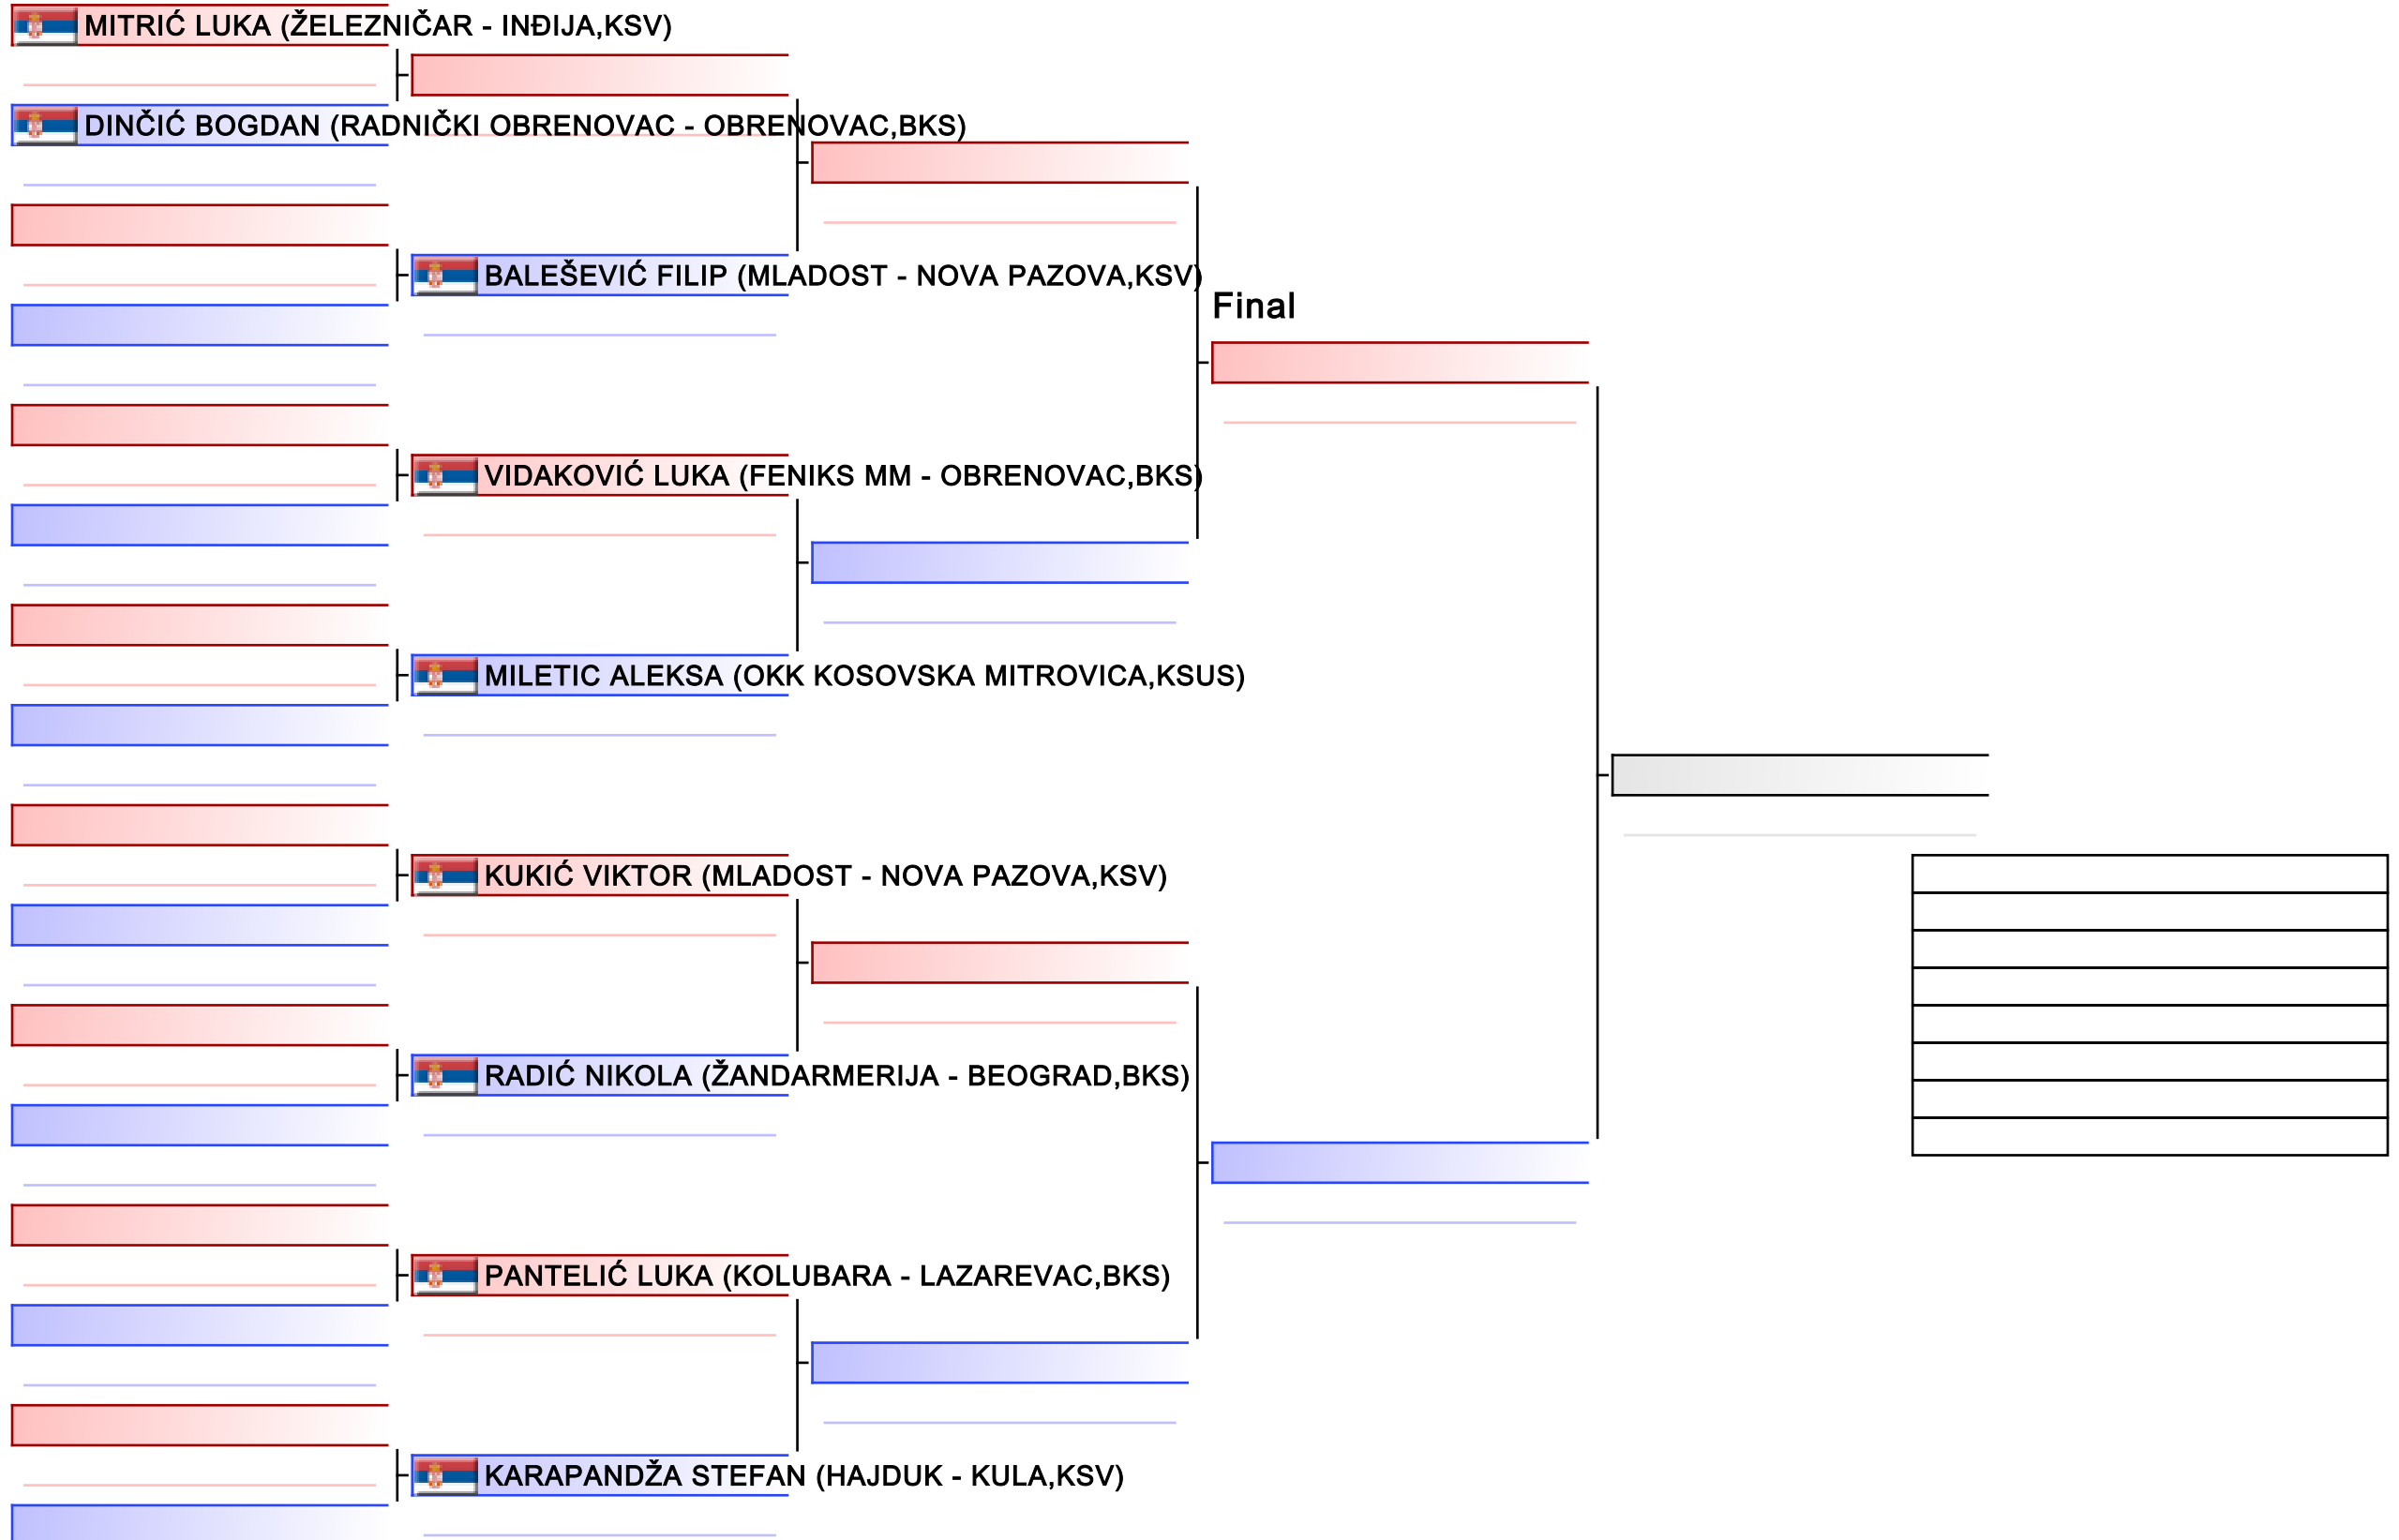 MITRIĆ LUKA (ŽELEZNIČAR - INĐIJA,KSV)
DINČIĆ BOGDAN (RADNIČKI OBRENOVAC - OBRENOVAC,BKS)
BALEŠEVIĆ FILIP (MLADOST - NOVA PAZOVA,KSV)
Final
VIDAKOVIĆ LUKA (FENIKS MM - OBRENOVAC,BKS)
MILETIC ALEKSA (OKK KOSOVSKA MITROVICA,KSUS)
KUKIĆ VIKTOR (MLADOST - NOVA PAZOVA,KSV)
RADIĆ NIKOLA (ŽANDARMERIJA - BEOGRAD,BKS)
PANTELIĆ LUKA (KOLUBARA - LAZAREVAC,BKS)
KARAPANDŽA STEFAN (HAJDUK - KULA,KSV)